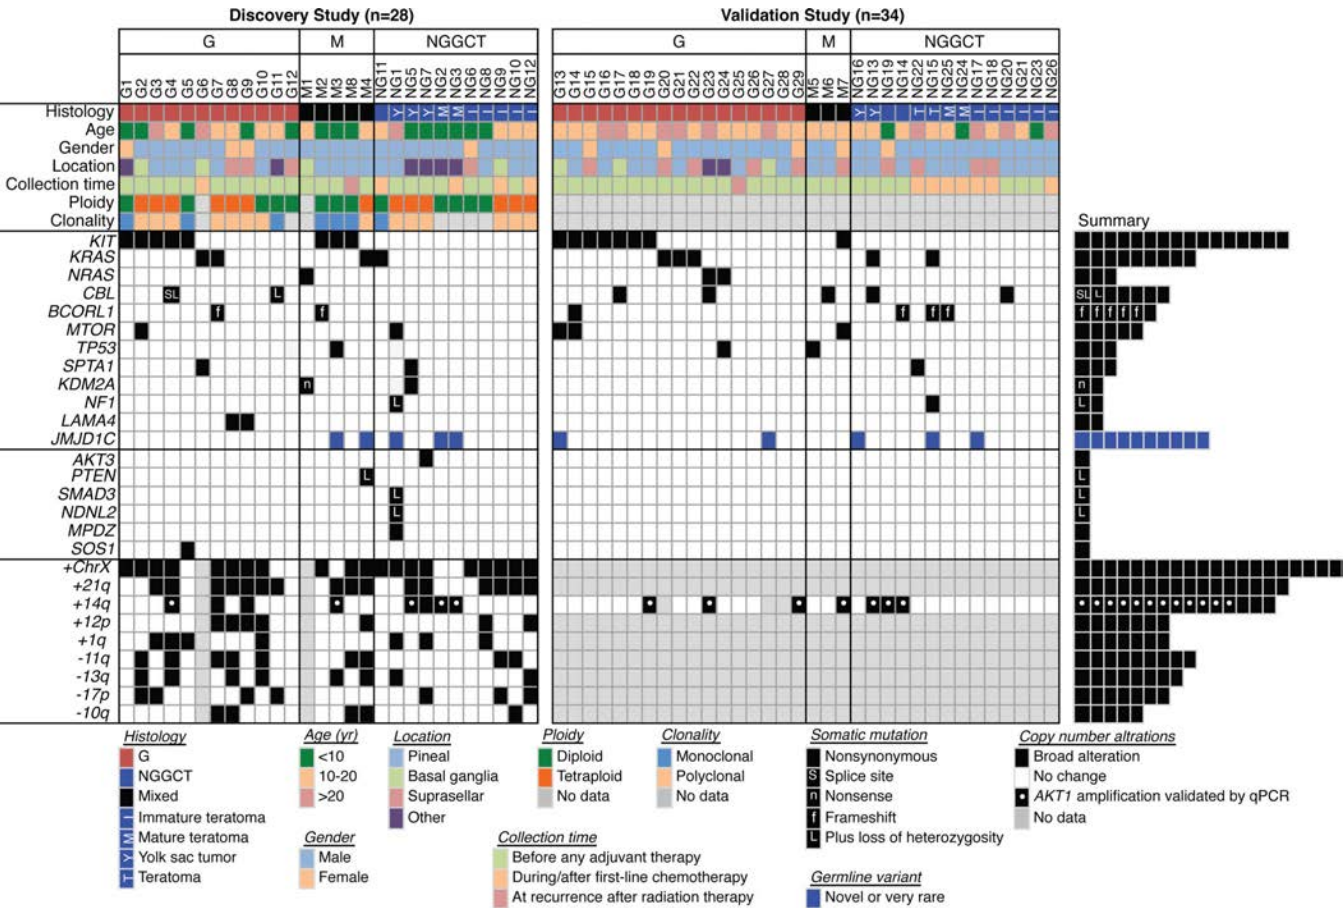 Discovery Study (n=28) Validation Study (n=34)
G M NGGCT G M NGGCT
G1 G2 G3 G4 G5 G6 G7 G8 G9 G10 G11 G12 M1 M2 M3 M8 M4 NG11 NG1 NG5 NG7 NG2 NG3 NG6 NG8 NG9 NG10 NG12 G13 G14 G15 G16 G17 G18 G19 G20 G21 G22 G23 G24 G25 G26 G27 G28 G29 M5 M6 M7 NG16 NG13 NG19 NG14 NG22 NG15 NG25 NG24 NG17 NG18 NG20 NG21 NG23 NG26
Histology Y Y Y M M I I I I I Y Y T T M M I I I I I I
Age
Gender
Location
Collection time
Ploidy
Clonality Summary
KIT
KRAS
NRAS
CBL SL L SL L
BCORL1 f f f f f f f f f f
MTOR
TP53
SPTA1
KDM2A n n
NF1 L L
LAMA4
JMJD1C
AKT3
PTEN L L
SMAD3 L L
NDNL2 L L
MPDZ
SOS1
+ChrX
+21q
+14q
+12p
+1q
-11q
-13q
-17p
-10q
Histology
G
NGGCT
Mixed
I Immature teratoma
M Mature teratoma
Y Yolk sac tumor
T Teratoma
Age (yr)
<10
10-20
>20
Gender
Male
Female
Location
Pineal
Basal ganglia
Suprasellar
Other
Collection time
Before any adjuvant therapy
During/after first-line chemotherapy
At recurrence after radiation therapy
Ploidy
Diploid
Tetraploid
No data
Clonality
Monoclonal
Polyclonal
No data
Somatic mutation
Nonsynonymous
S Splice site
n Nonsense
f Frameshift
L Plus loss of heterozygosity
Germline variant
Novel or very rare
Copy number altrations
Broad alteration
No change
AKT1 amplification validated by qPCR
No data